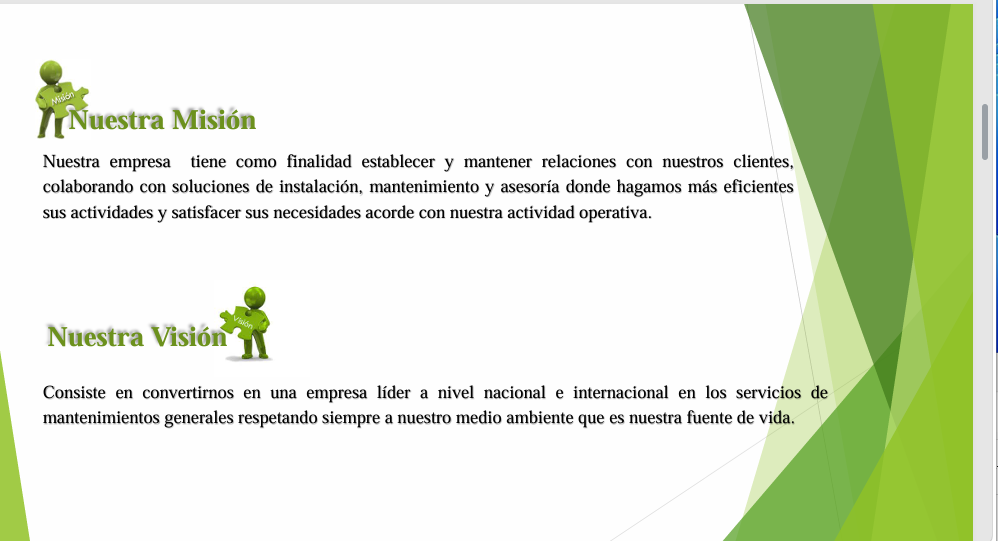 Misión
Nuestra Misión
Nuestra empresa tiene como finalidad establecer y mantener relaciones con nuestros clientes,
colaborando con soluciones de instalación, mantenimiento y asesoría donde hagamos más eficientes
sus actividades y satisfacer sus necesidades acorde con nuestra actividad operativa.
Visión
Nuestra Visión
Consiste en convertirnos en una empresa líder a nivel nacional e internacional en los servicios de
mantenimientos generales respetando siempre a nuestro medio ambiente que es nuestra fuente de vida.